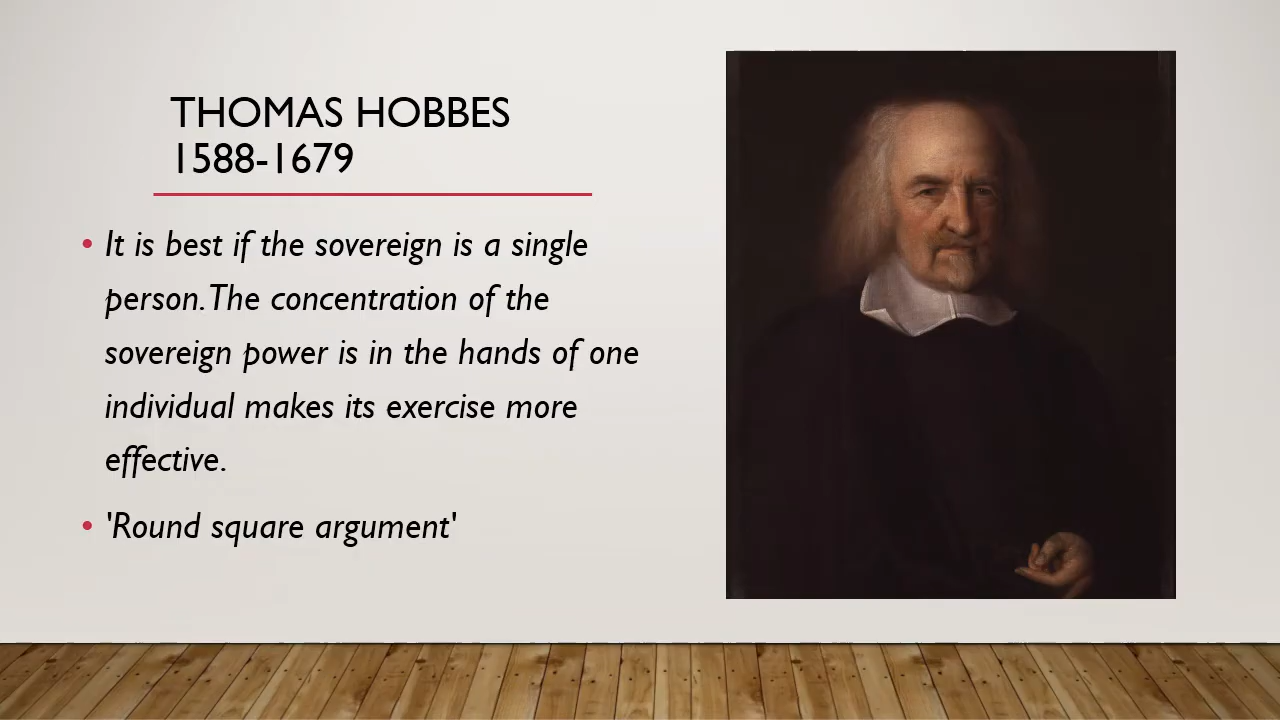 THOMAS HOBBES
1588-1679
• It is best if the sovereign is a single
person. The concentration of the
sovereign power is in the hands of one
individual makes its exercise more
effective.
• 'Round square argument'